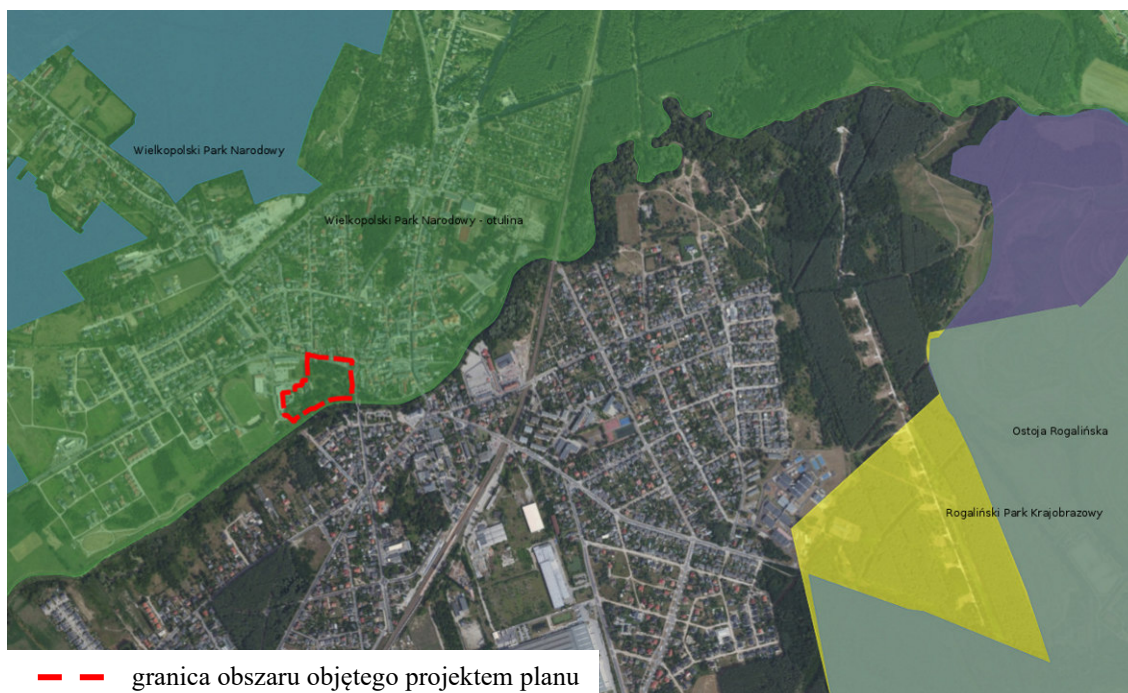 Wielkopolski Park Narodowy
Wielkopolski Park Narodowy - otulina
Ostoja Rogalińska
Rogaliński Park Krajobrazowy
granica obszaru objętego projektem planu